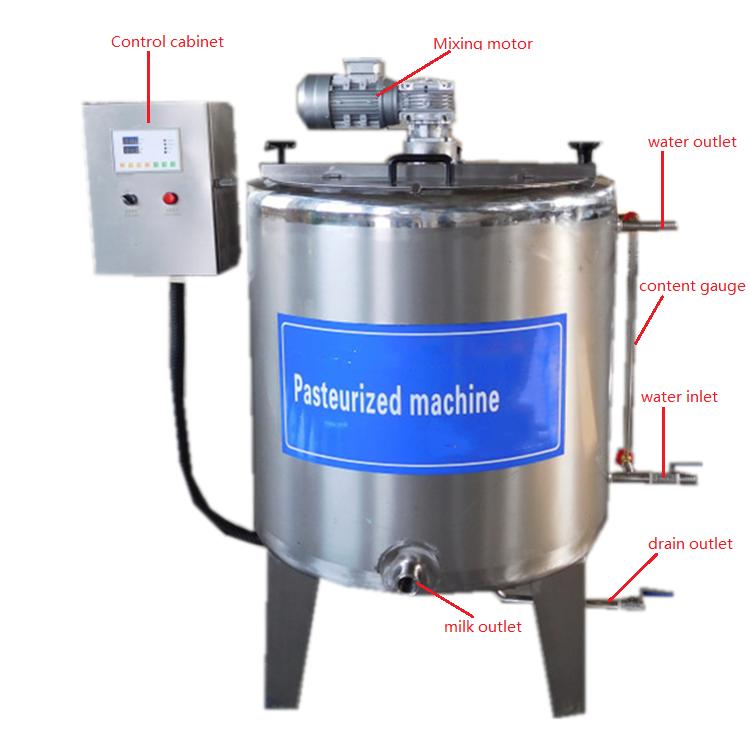 Control cabinet
Mixing motor
water outlet
content gauge
water inlet
drain outlet
milk outlet
Pasteurized machine